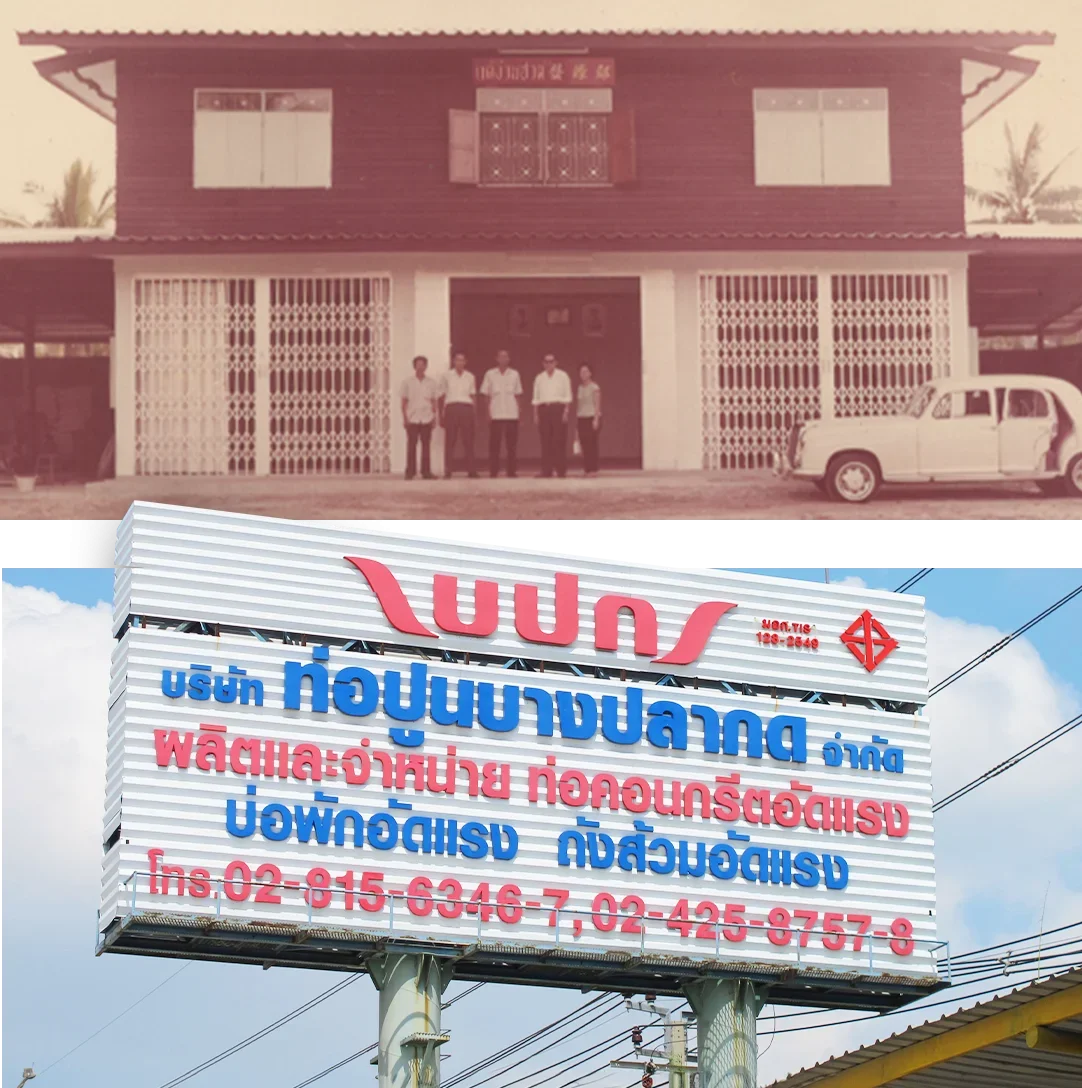 บปก
มอก.TIS
128-2549
บริษัท ท่อปูนบางปลากด จำกัด
ผลิตและจำหน่าย ท่อคอนกรีตอัดแรง
บ่อพักอัดแรง ถังส้วมอัดแรง
โทร.02-815-6346-7,02-425-8757-8